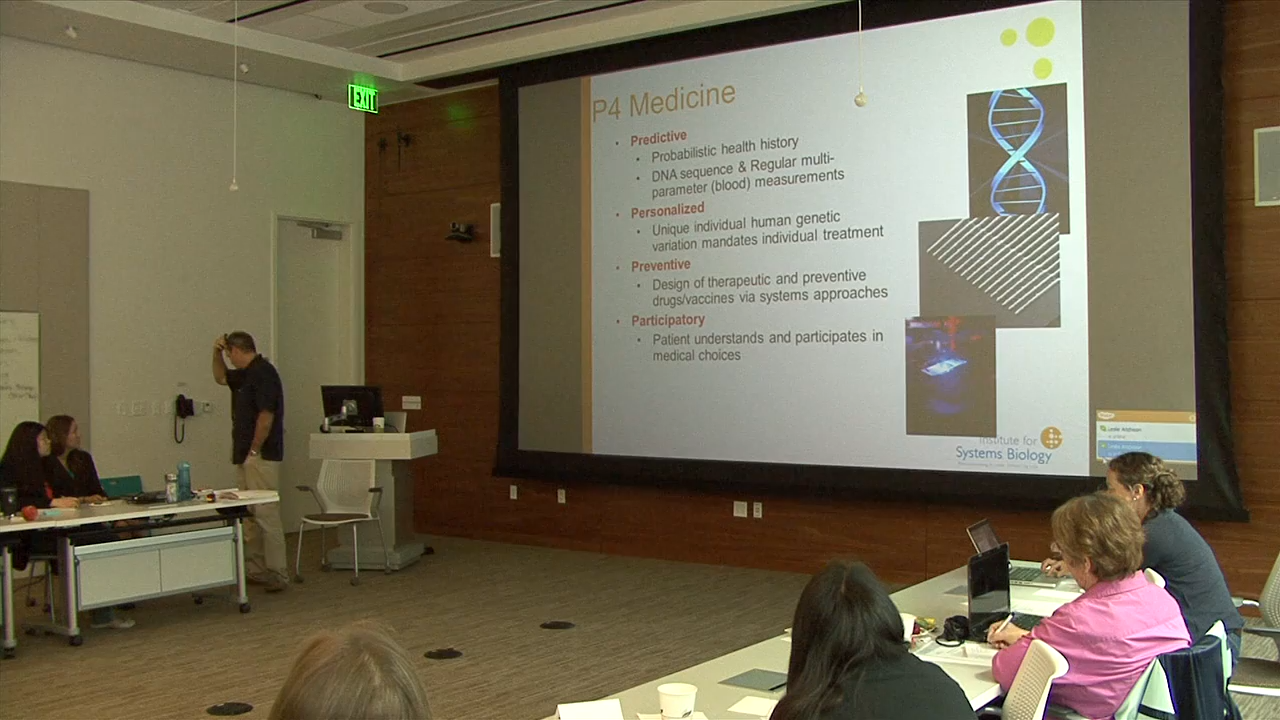 EXIT
P4 Medicine
• Predictive
• Probabilistic health history
• DNA sequence & Regular multi-
parameter (blood) measurements
• Personalized
• Unique individual human genetic
variation mandates individual treatment
• Preventive
• Design of therapeutic and preventive
drugs/vaccines via systems approaches
• Participatory
• Patient understands and participates in
medical choices
Institute for
Systems Biology